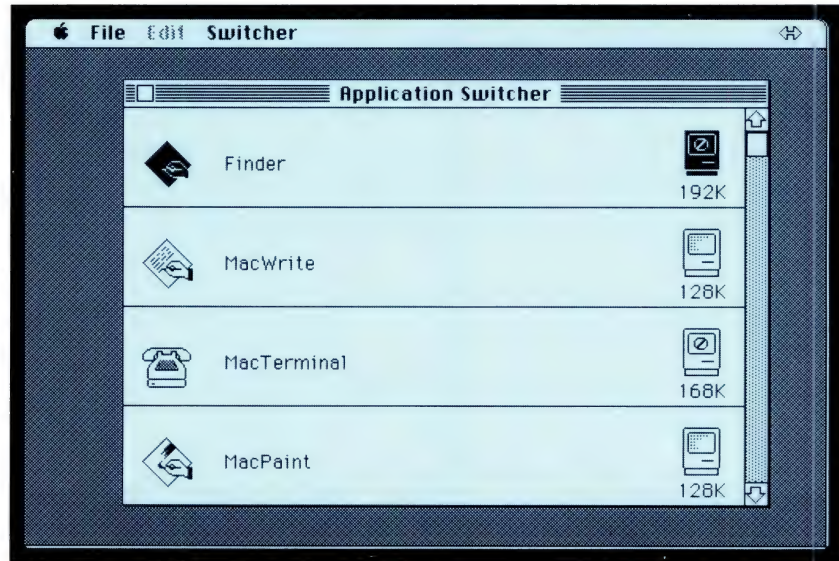 File Edit Switcher
Application Switcher
Finder
192K
MacWrite
128K
MacTerminal
168K
MacPaint
128K